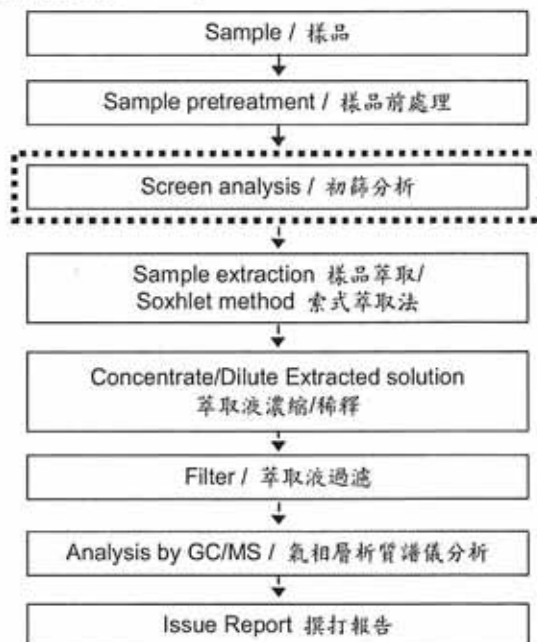 Sample / 樣品
Sample pretreatment / 樣品前處理
Screen analysis / 初篩分析
Sample extraction 樣品萃取/
Soxhlet method 索式萃取法
Concentrate/Dilute Extracted solution
萃取液濃縮/稀釋
Filter / 萃取液過濾
Analysis by GC/MS / 氣相層析質譜儀分析
Issue Report 撰打報告